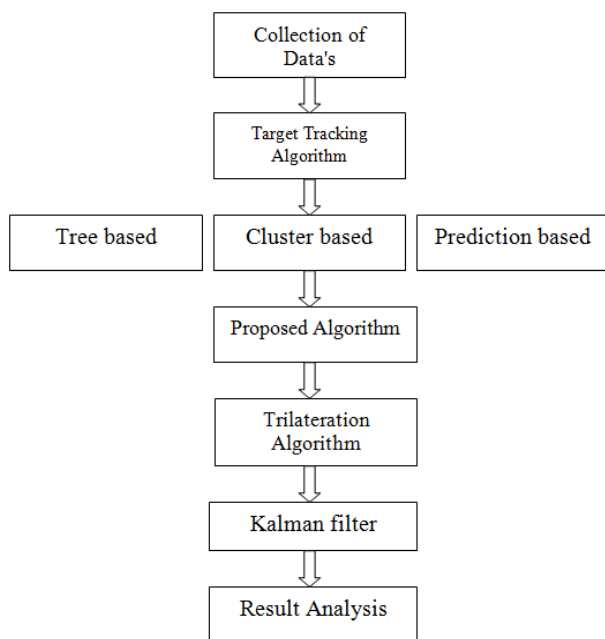 Collection of
Data's
Target Tracking
Algorithm
Tree based
Cluster based
Prediction based
Proposed Algorithm
Trilateration
Algorithm
Kalman filter
Result Analysis